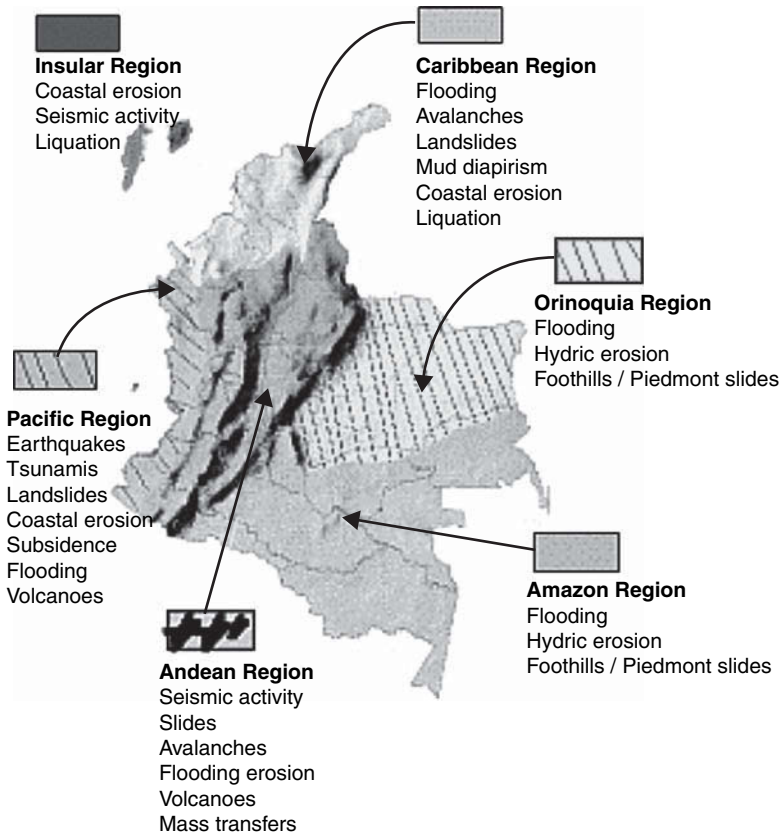 Insular Region
Coastal erosion
Seismic activity
Liquation
Caribbean Region
Flooding
Avalanches
Landslides
Mud diapirism
Coastal erosion
Liquation
Orinoquia Region
Flooding
Hydric erosion
Foothills / Piedmont slides
Pacific Region
Earthquakes
Tsunamis
Landslides
Coastal erosion
Subsidence
Flooding
Volcanoes
Amazon Region
Flooding
Hydric erosion
Foothills / Piedmont slides
Andean Region
Seismic activity
Slides
Avalanches
Flooding erosion
Volcanoes
Mass transfers